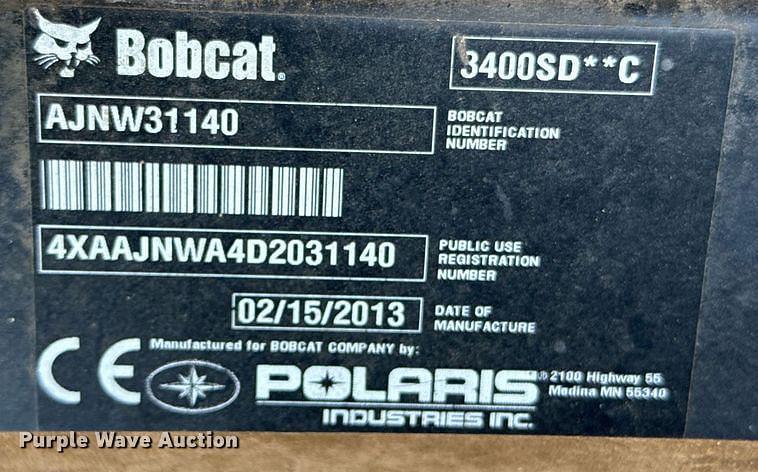 Bobcat.
3400SD**C
AJNW31140
BOBCAT
IDENTIFICATION
NUMBER
4XAAJNWA4D2031140
PUBLIC USE
REGISTRATION
NUMBER
02/15/2013
DATE OF
MANUFACTURE
CE
Manufactured for BOBCAT COMPANY by:
POLARIS®
INDUSTRIES INC.
2100 Highway 55
Medina MN 55340
Purple Wave Auction